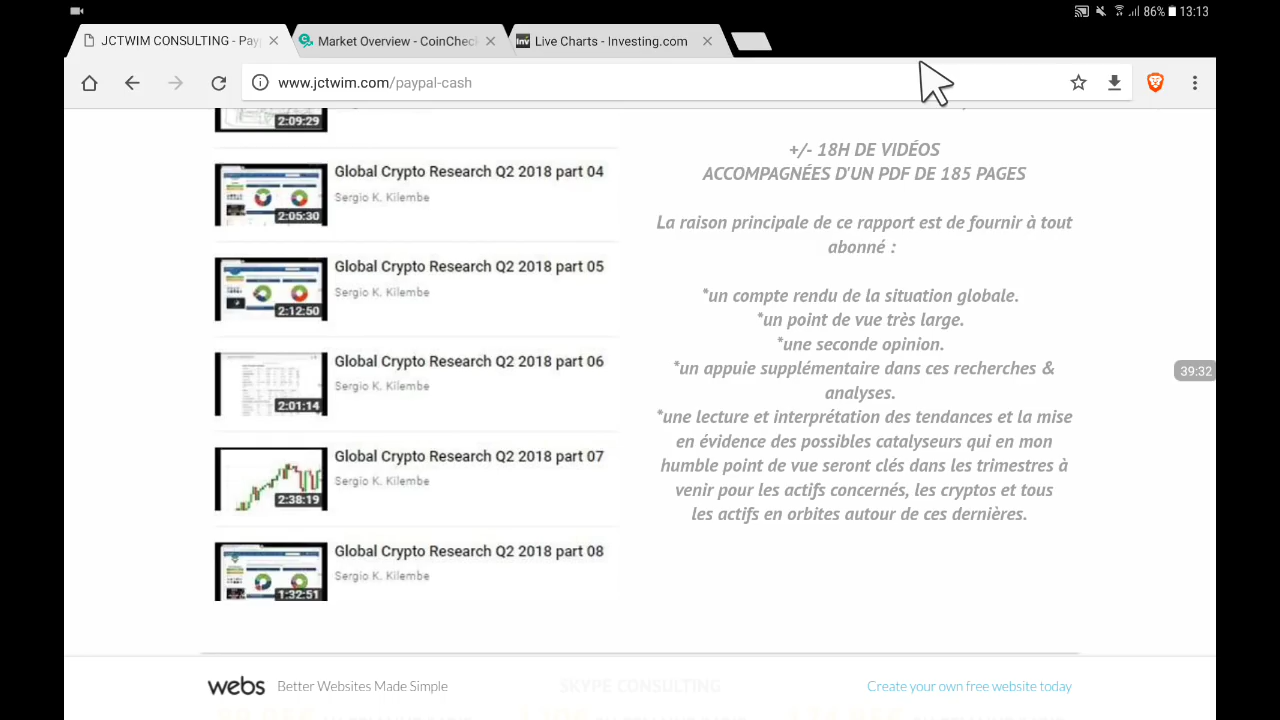 86% 13:13
JCTWIM CONSULTING - Pay
Market Overview - CoinChec
Live Charts - Investing.com
www.jctwim.com/paypal-cash
2:09:29
Global Crypto Research Q2 2018 part 04
Sergio K. Kilembe
2:05:30
Global Crypto Research Q2 2018 part 05
Sergio K. Kilembe
2:12:50
Global Crypto Research Q2 2018 part 06
Sergio K. Kilembe
2:01:14
Global Crypto Research Q2 2018 part 07
Sergio K. Kilembe
2:38:19
Global Crypto Research Q2 2018 part 08
Sergio K. Kilembe
1:32:51
+/- 18H DE VIDÉOS
ACCOMPAGNÉES D'UN PDF DE 185 PAGES
La raison principale de ce rapport est de fournir à tout
abonné :
*un compte rendu de la situation globale.
*un point de vue très large.
*une seconde opinion.
*un appuie supplémentaire dans ces recherches &
analyses.
*une lecture et interprétation des tendances et la mise
en évidence des possibles catalyseurs qui en mon
humble point de vue seront clés dans les trimestres à
venir pour les actifs concernés, les cryptos et tous
les actifs en orbites autour de ces dernières.
39:32
webs Better Websites Made Simple
SKYPE CONSULTING
Create your own free website today